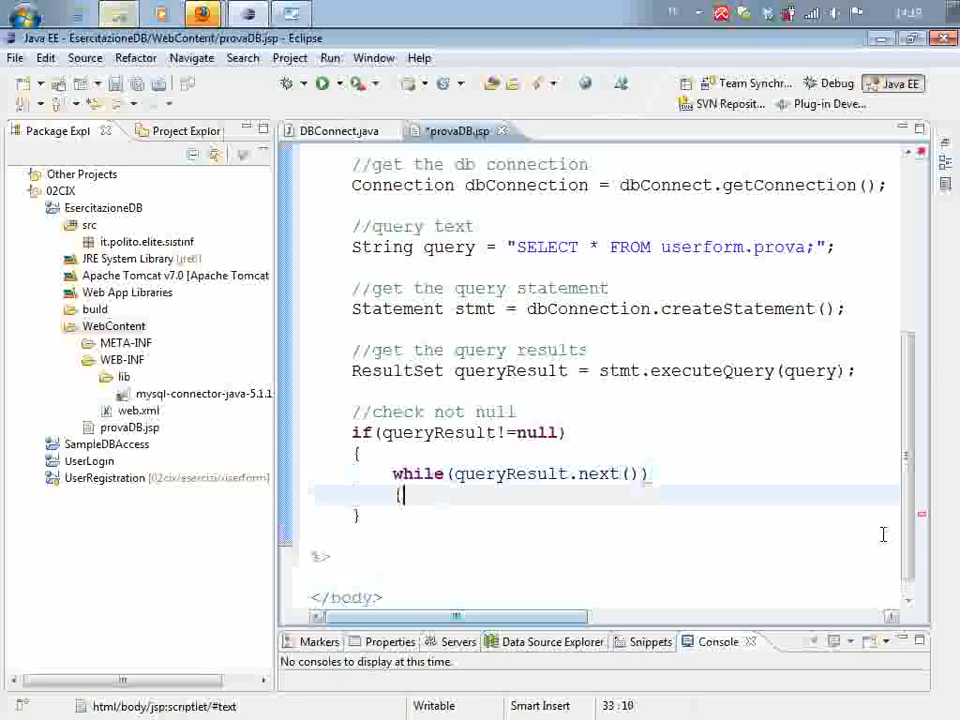 14:19
Java EE - EsercitazioneDB/WebContent/provaDB.jsp - Eclipse
File Edit Source Refactor Navigate Search Project Run Window Help
Team Synchr... Debug Java EE
SVN Reposit... Plug-in Deve...
Package Expl Project Explor
DBConnect.java *provaDB.jsp
Other Projects
02CIX
EsercitazioneDB
src
it.polito.elite.sistinf
JRE System Library [jre6]
Apache Tomcat v7.0 [Apache Tomcat
Web App Libraries
build
WebContent
META-INF
WEB-INF
lib
mysql-connector-java-5.1.1
web.xml
provaDB.jsp
SampleDBAccess
UserLogin
UserRegistration [02cix/esercizi/userform]
//get the db connection
Connection dbConnection = dbConnect.getConnection();
//query text
String query = "SELECT * FROM userform.prova;";
//get the query statement
Statement stmt = dbConnection.createStatement();
//get the query results
ResultSet queryResult = stmt.executeQuery(query);
//check not null
if(queryResult!=null)
{
while(queryResult.next())
{
}
%>
</body>
Markers Properties Servers Data Source Explorer Snippets Console
No consoles to display at this time.
html/body/jsp:scriptlet/#text Writable Smart Insert 33:10